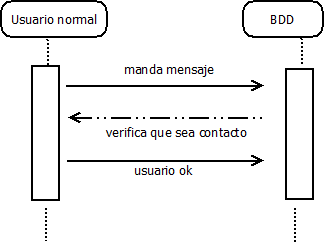 Usuario normal
BDD
manda mensaje
verifica que sea contacto
usuario ok